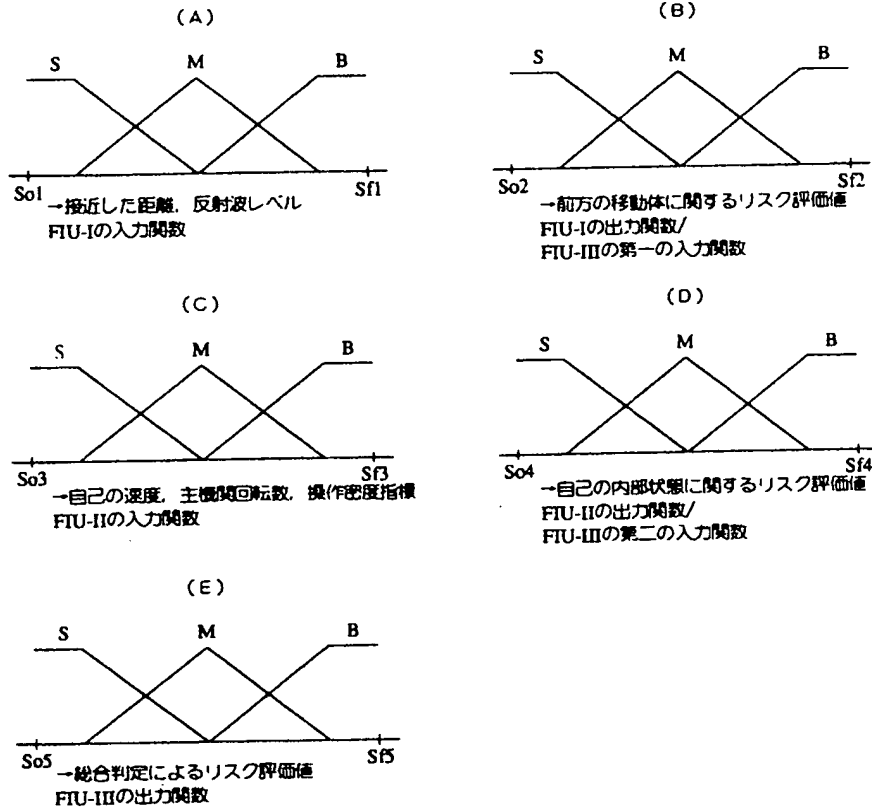 (A)
S M B
So1 Sf1
→接近した距離, 反射波レベル
FIU-Iの入力関数
(B)
S M B
So2 Sf2
→前方の移動体に関するリスク評価値
FIU-Iの出力関数/
FIU-IIIの第一の入力関数
(C)
S M B
So3 Sf3
→自己の速度, 主機関回転数, 操作密度指標
FIU-IIの入力関数
(D)
S M B
So4 Sf4
→自己の内部状態に関するリスク評価値
FIU-IIの出力関数/
FIU-IIIの第二の入力関数
(E)
S M B
So5 Sf5
→総合判定によるリスク評価値
FIU-IIIの出力関数